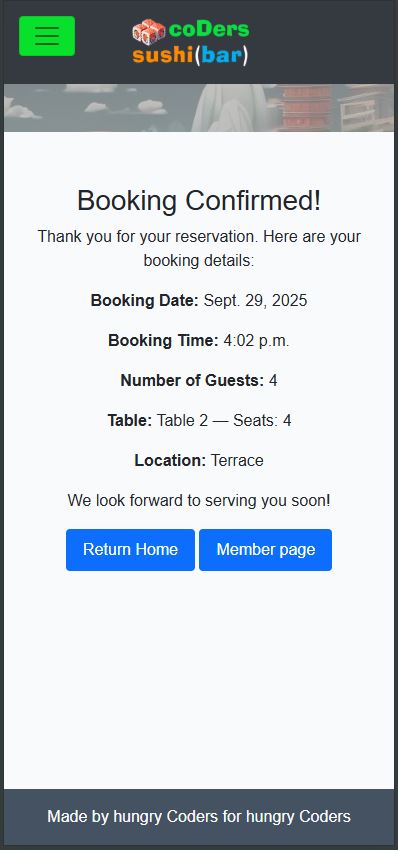 coDers
sushi(bar)
Booking Confirmed!
Thank you for your reservation. Here are your
booking details:
Booking Date: Sept. 29, 2025
Booking Time: 4:02 p.m.
Number of Guests: 4
Table: Table 2 — Seats: 4
Location: Terrace
We look forward to serving you soon!
Return Home Member page
Made by hungry Coders for hungry Coders